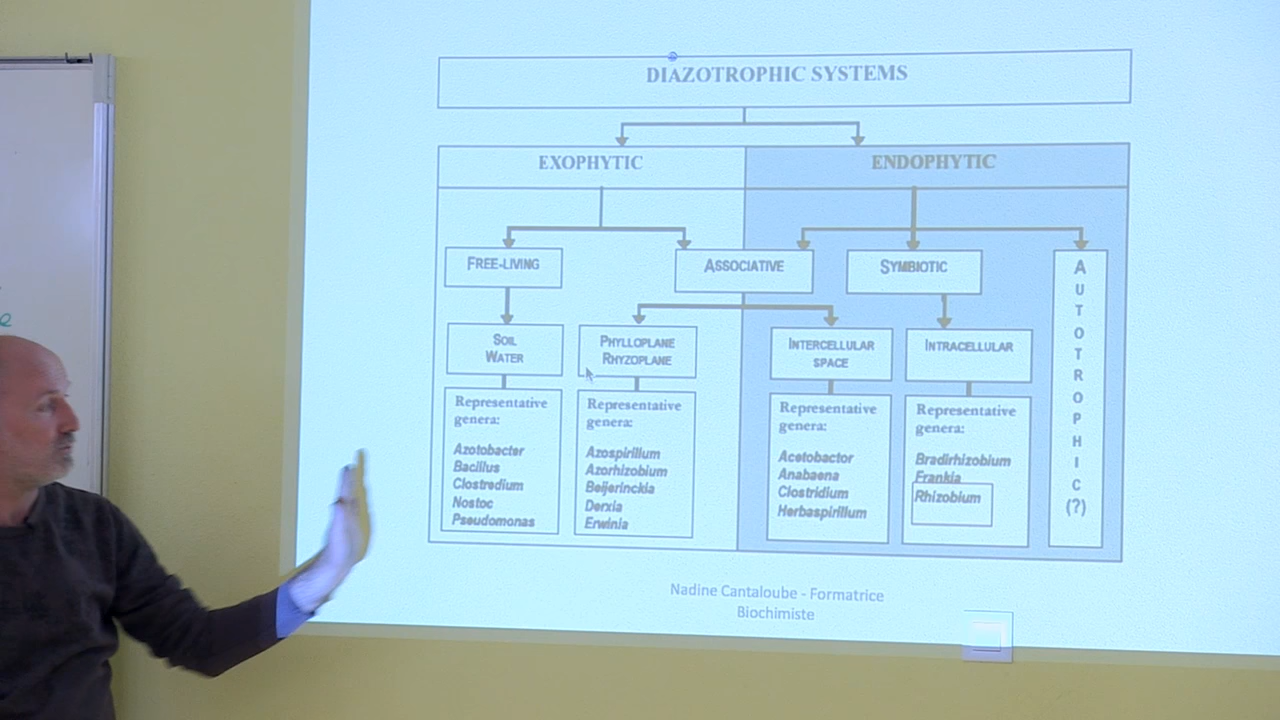 DIAZOTROPHIC SYSTEMS
EXOPHYTIC
ENDOPHYTIC
FREE-LIVING
ASSOCIATIVE
SYMBIOTIC
AUTOTROPHIC
(?)
SOIL
WATER
PHYLLOPLANE
RHYZOPLANE
INTERCELLULAR
SPACE
INTRACELLULAR
Representative
genera:
Azotobacter
Bacillus
Clostredium
Nostoc
Pseudomonas
Representative
genera:
Azospirillum
Azorhizobium
Beijerinckia
Derxia
Erwinia
Representative
genera:
Acetobactor
Anabaena
Clostridium
Herbaspirillum
Representative
genera:
Bradirhizobium
Frankia
Rhizobium
Nadine Cantaloube - Formatrice
Biochimiste